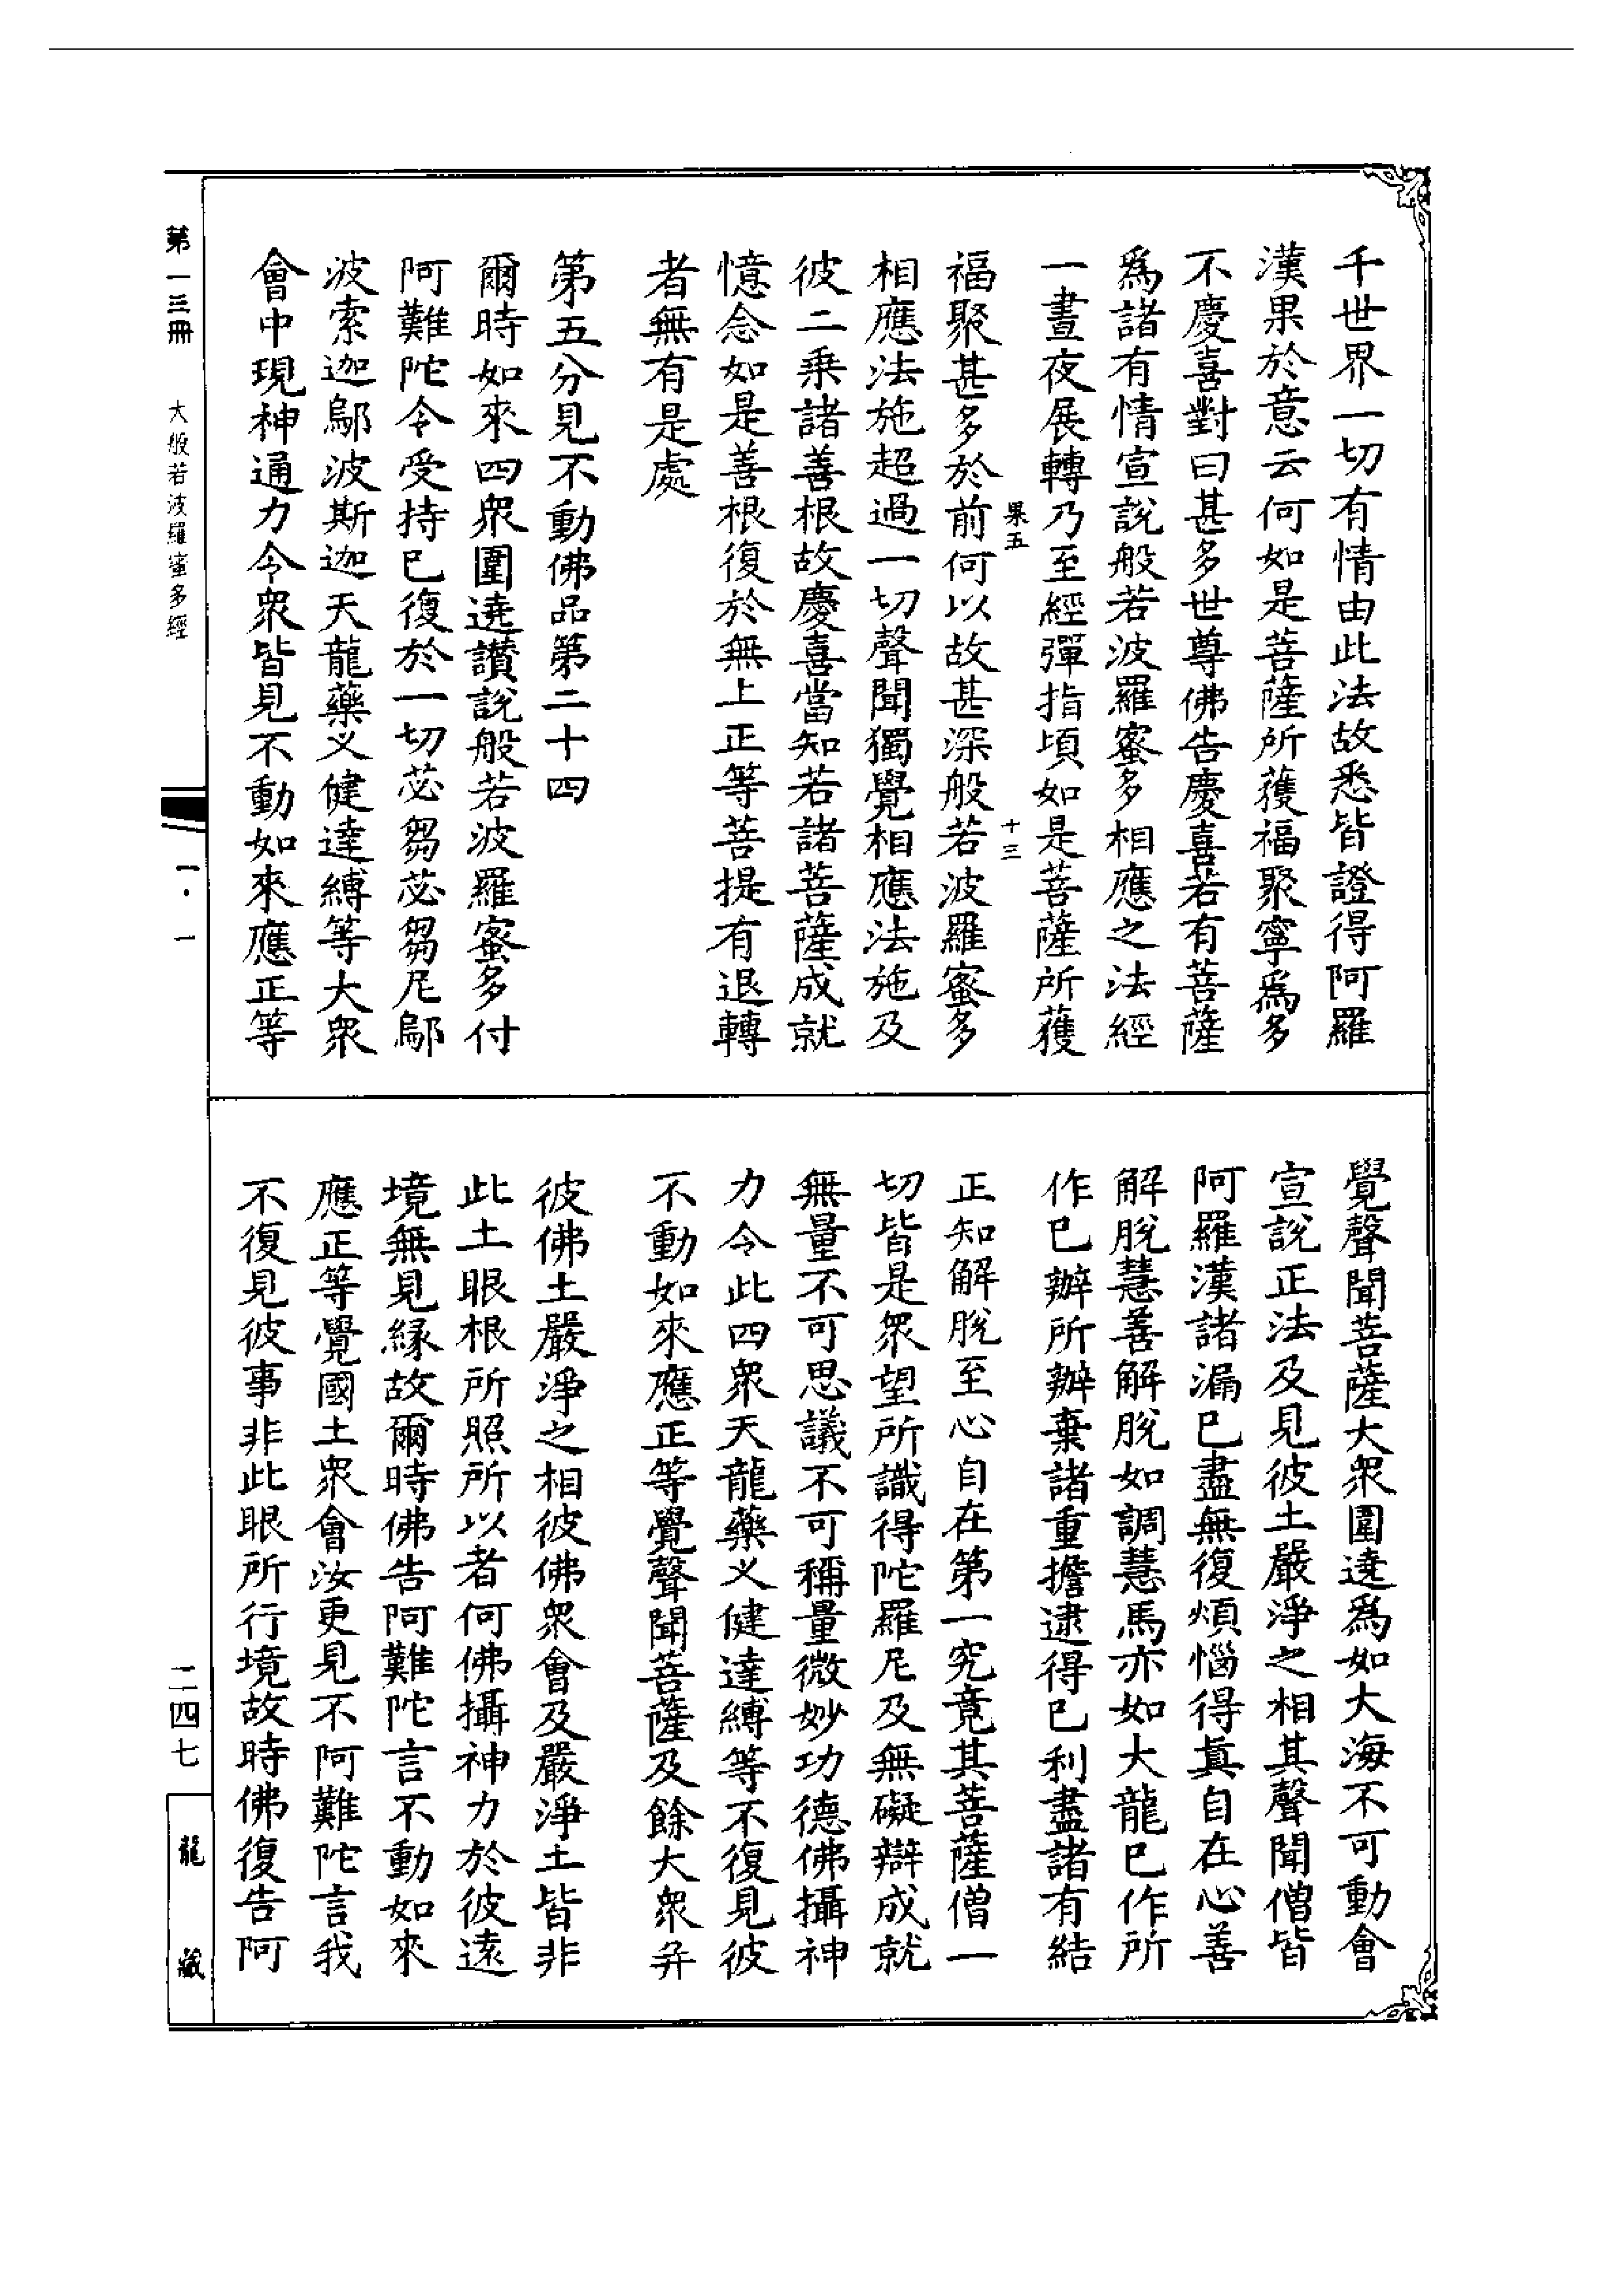 千世界一切有情由此法故悉皆證得阿羅
漢果於意云何如是菩薩所獲福聚寧爲多
不慶喜對曰甚多世尊佛告慶喜若有菩薩
爲諸有情宣説般若波羅蜜多相應之法經
一晝夜展轉乃至經彈指頃如是菩薩所獲
果五
十三
福聚甚多於前何以故甚深般若波羅蜜多
相應法施超過一切聲聞獨覺相應法施及
彼二乗諸善根故慶喜當知若諸菩薩成就
憶念如是善根復於無上正等菩提有退轉
者無有是處
第五分見不動佛品第二十四
爾時如來四衆圍遶讃説般若波羅蜜多付
阿難陀令受持已復於一切苾芻苾芻尼鄔
波索迦鄔波斯迦天龍藥义健達縛等大衆
會中現神通力令衆皆見不動如來應正等
覺聲聞菩薩大衆圍遶爲如大海不可動會
宣説正法及見彼土嚴淨之相其聲聞僧皆
阿羅漢諸漏已盡無復煩惱得眞自在心善
解脫慧善解脫如調慧馬亦如大龍已作所
作已辦所辦棄諸重擔逮得已利盡諸有結
正知解脫至心自在第一究竟其菩薩僧一
切皆是衆望所識得陀羅尼及無礙辯成就
無量不可思議不可稱量微妙功德佛攝神
力令此四衆天龍藥义健達縛等不復見彼
不動如來應正等覺聲聞菩薩及餘大衆并
彼佛土嚴淨之相彼佛衆會及嚴淨土皆非
此土眼根所照所以者何佛攝神力於彼遠
境無見緣故爾時佛告阿難陀言不動如來
應正等覺國土衆會汝更見不阿難陀言我
不復見彼事非此眼所行境故時佛復告阿
第一三冊
大般若波羅蜜多經
一·一
二四七
龍藏